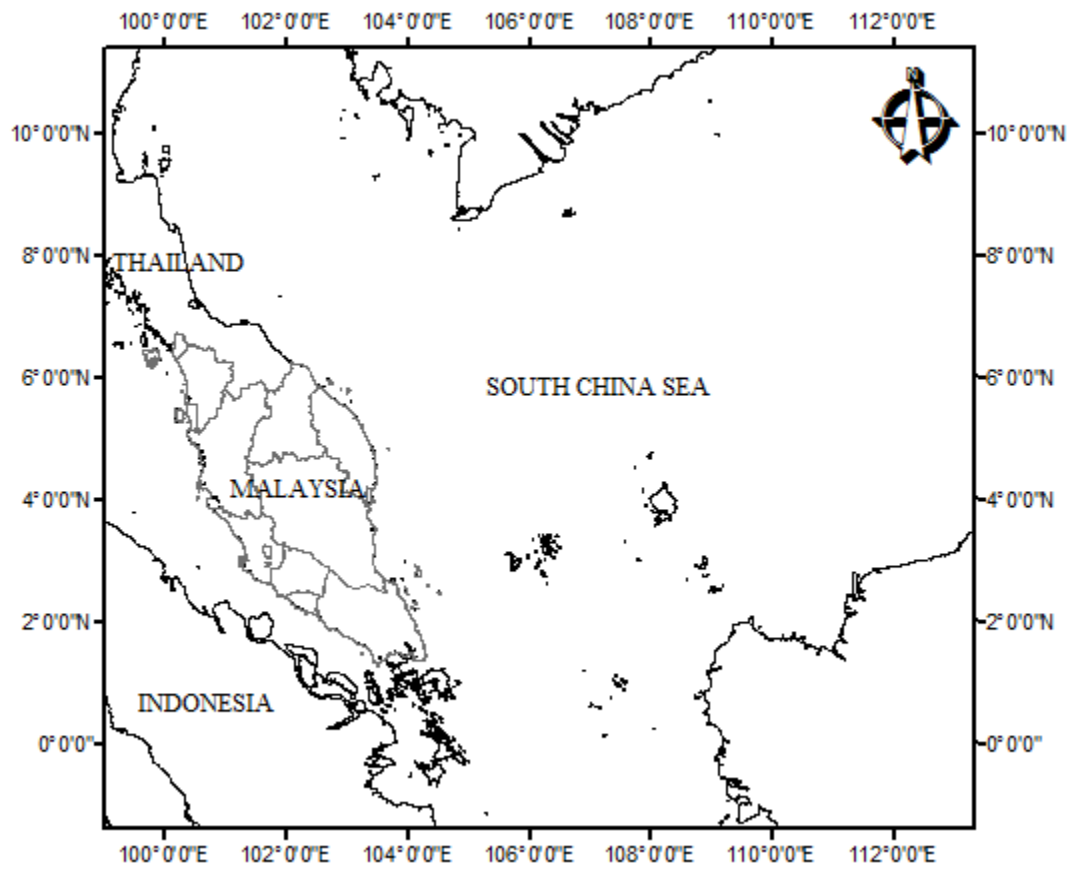 100°0'0"E 102°0'0"E 104°0'0"E 106°0'0"E 108°0'0"E 110°0'0"E 112°0'0"E
N
10°0'0"N 10°0'0"N
8°0'0"N 8°0'0"N
THAILAND
6°0'0"N 6°0'0"N
SOUTH CHINA SEA
MALAYSIA
4°0'0"N 4°0'0"N
2°0'0"N 2°0'0"N
INDONESIA
0°0'0" 0°0'0"
100°0'0"E 102°0'0"E 104°0'0"E 106°0'0"E 108°0'0"E 110°0'0"E 112°0'0"E